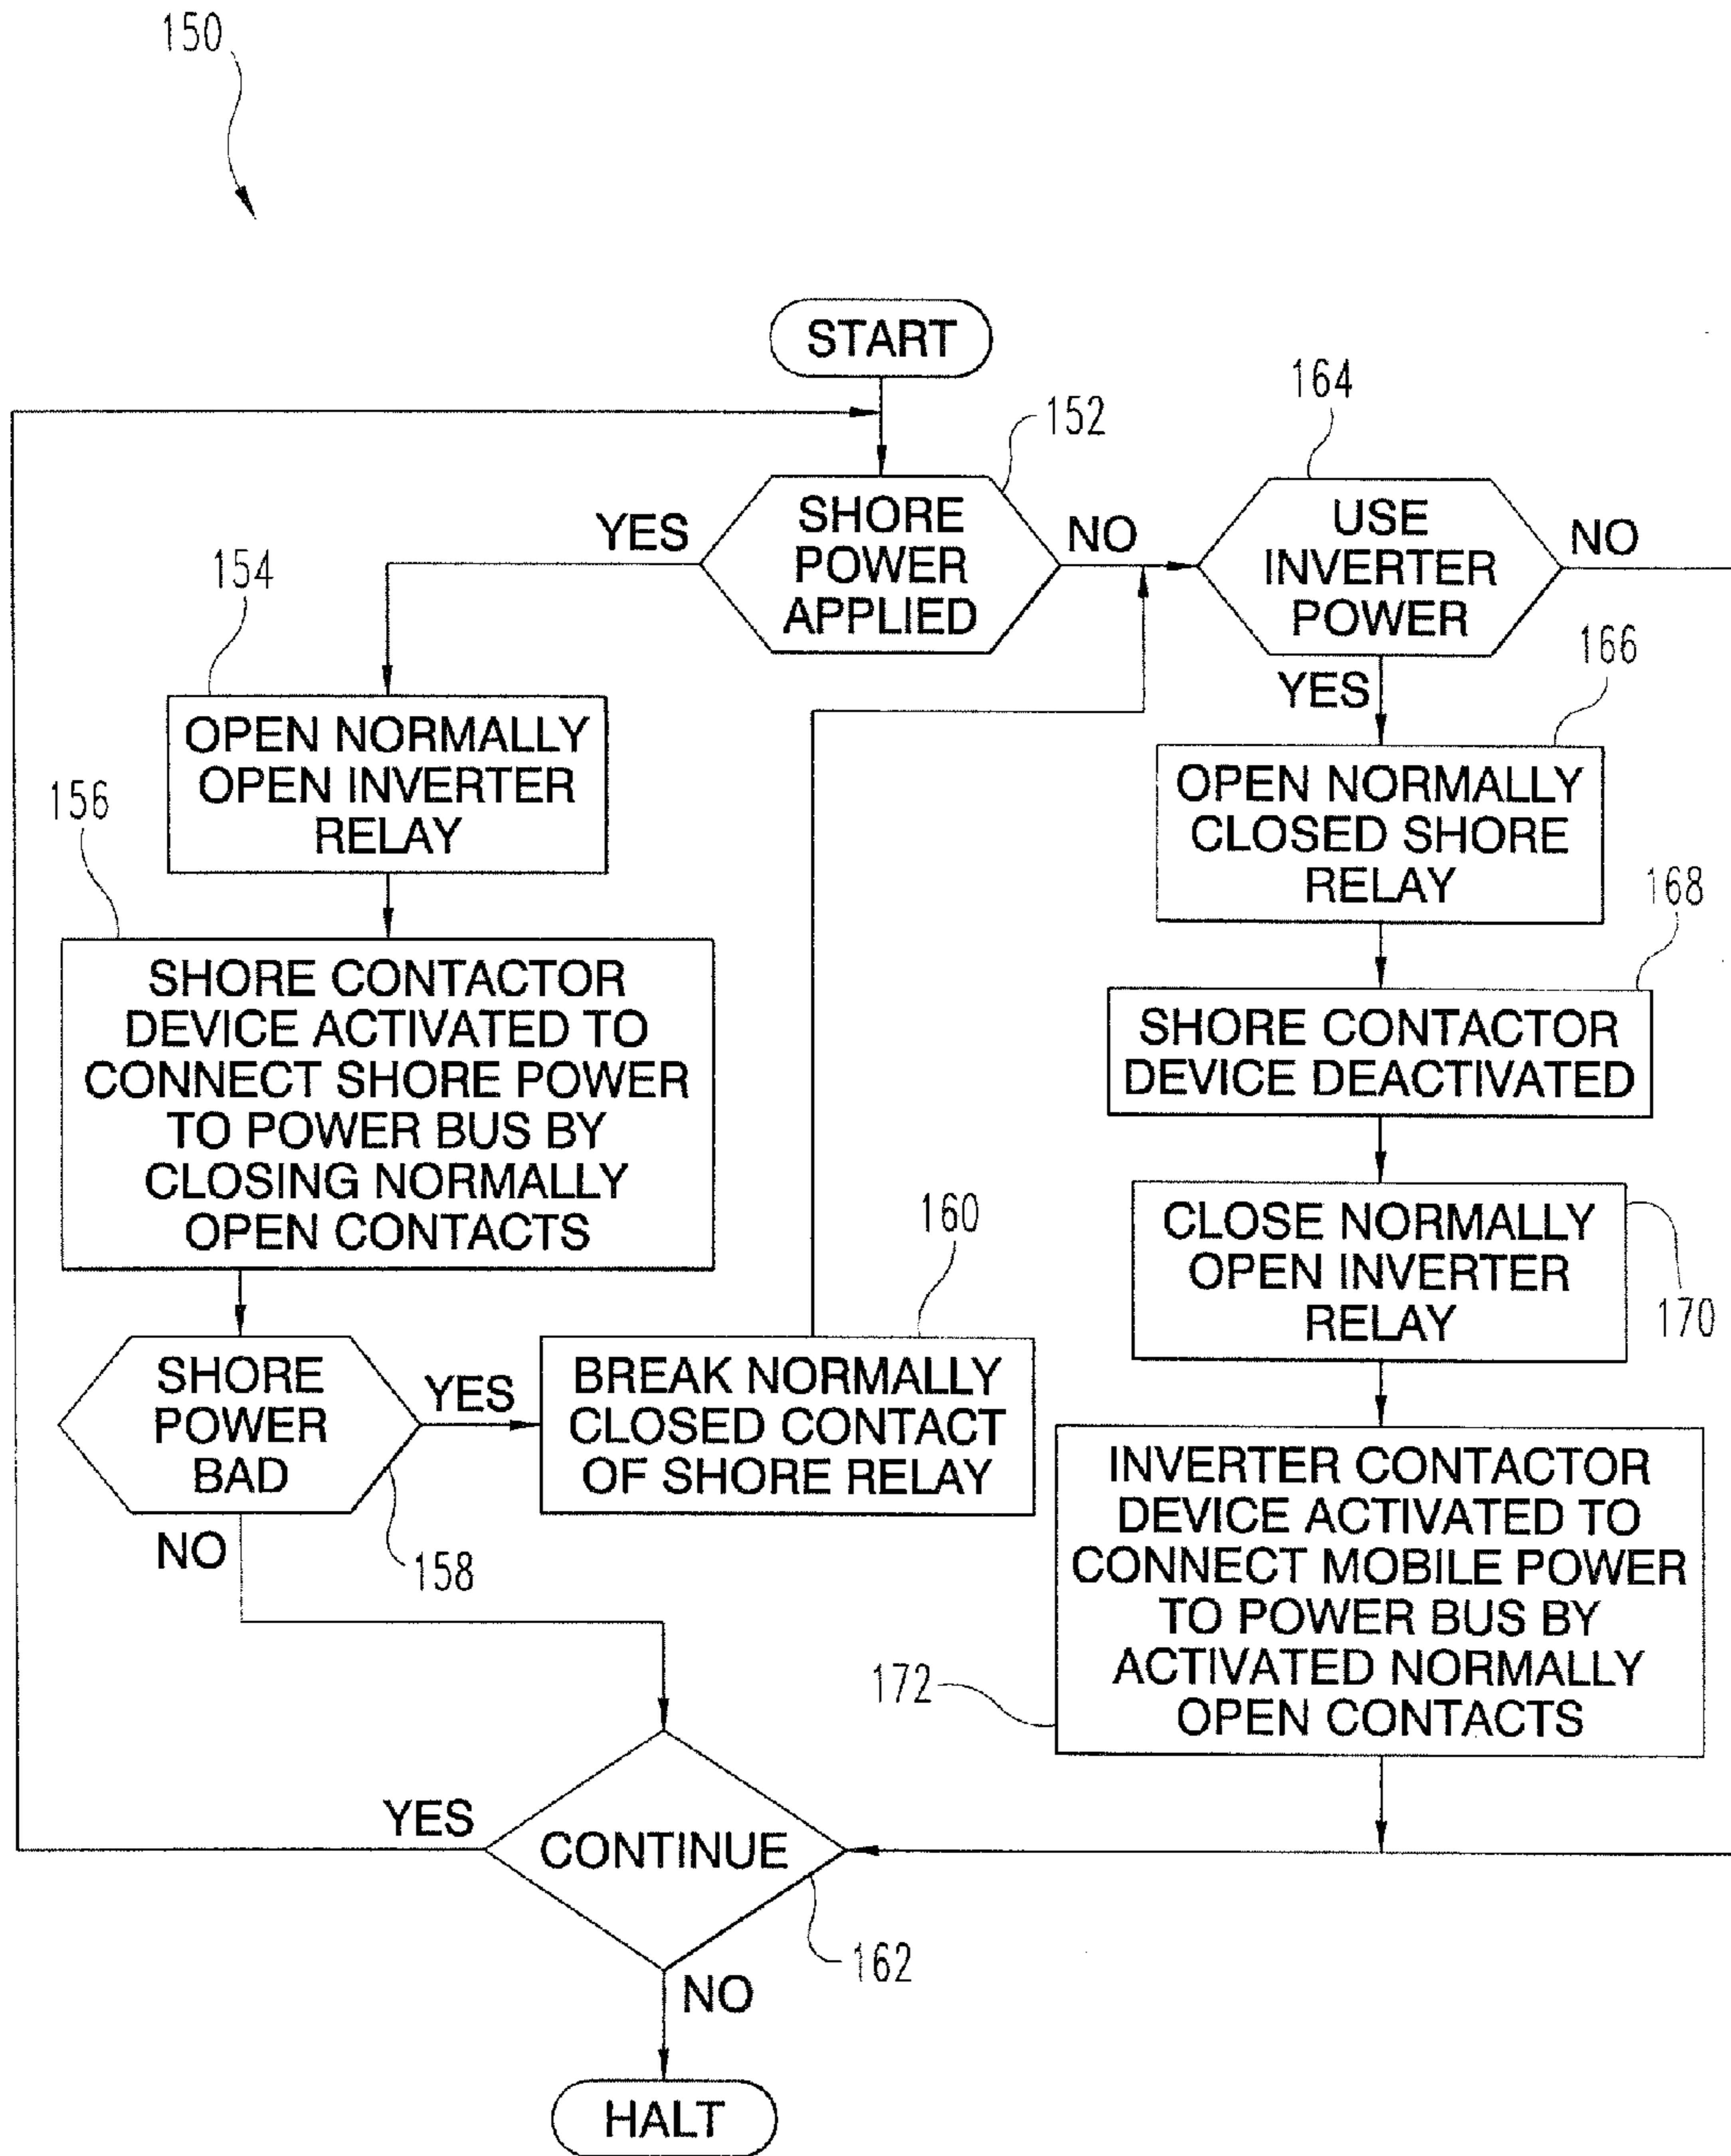 150
START
152
164
SHORE
POWER
APPLIED
YES
NO
USE
INVERTER
POWER
NO
YES
154
OPEN NORMALLY
OPEN INVERTER
RELAY
166
OPEN NORMALLY
CLOSED SHORE
RELAY
156
SHORE CONTACTOR
DEVICE ACTIVATED TO
CONNECT SHORE POWER
TO POWER BUS BY
CLOSING NORMALLY
OPEN CONTACTS
168
SHORE CONTACTOR
DEVICE DEACTIVATED
CLOSE NORMALLY
OPEN INVERTER
RELAY
170
SHORE
POWER
BAD
158
YES
NO
160
BREAK NORMALLY
CLOSED CONTACT
OF SHORE RELAY
INVERTER CONTACTOR
DEVICE ACTIVATED TO
CONNECT MOBILE POWER
TO POWER BUS BY
ACTIVATED NORMALLY
OPEN CONTACTS
172
YES
CONTINUE
162
NO
HALT